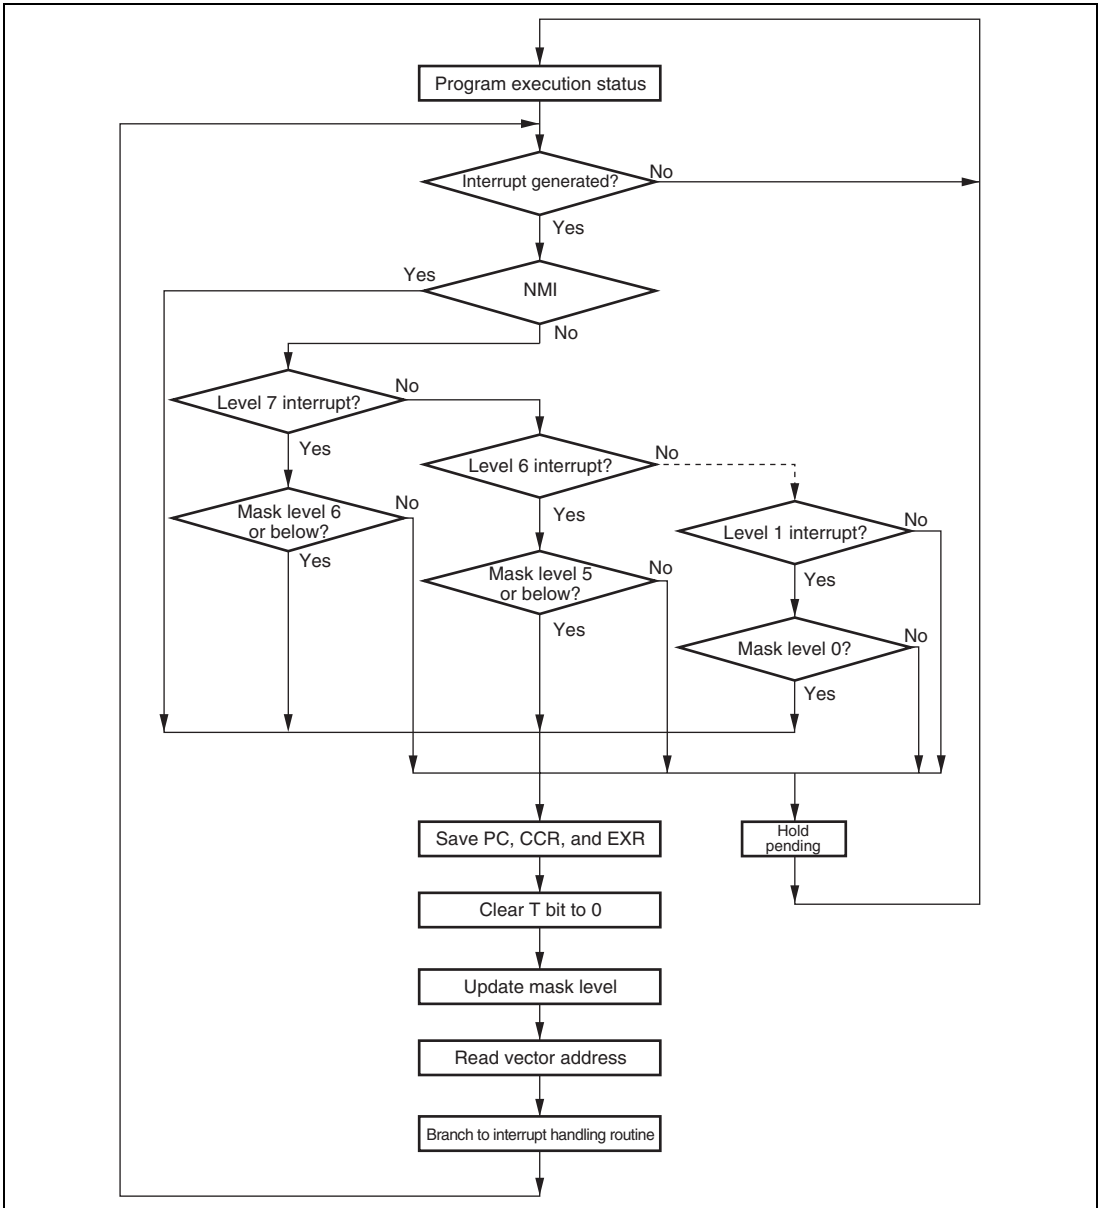 Program execution status
Interrupt generated?
No
Yes
Yes
NMI
No
Level 7 interrupt?
No
Yes
Level 6 interrupt?
No
Mask level 6
or below?
No
Yes
Yes
Level 1 interrupt?
No
Mask level 5
or below?
No
Yes
Yes
Mask level 0?
No
Yes
Save PC, CCR, and EXR
Hold
pending
Clear T bit to 0
Update mask level
Read vector address
Branch to interrupt handling routine